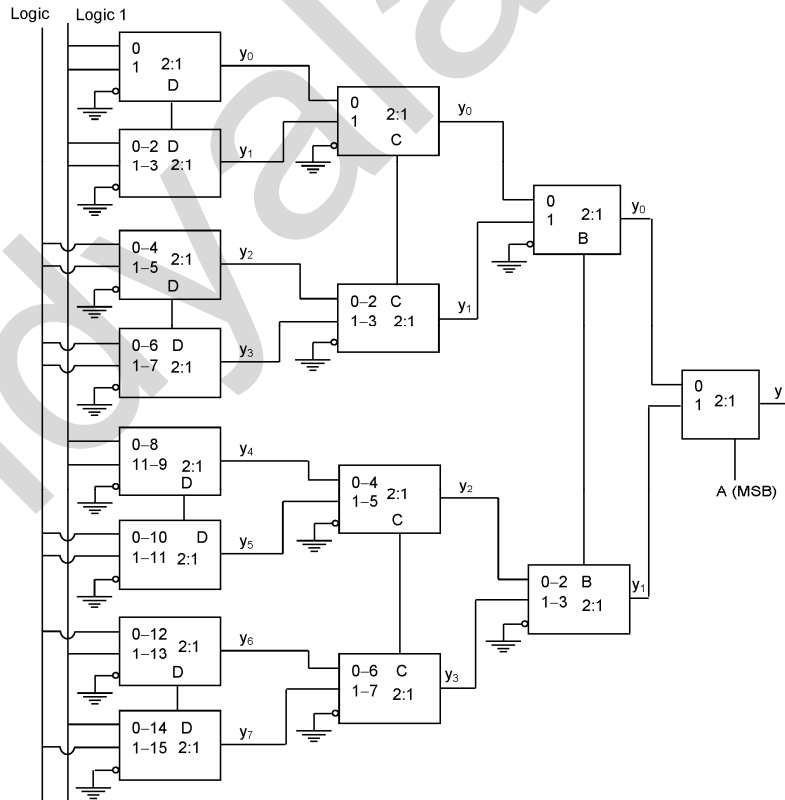 Logic Logic 1
0
1 2:1
D
y0
0–2 D
1–3 2:1
y1
0–4
1–5 2:1
D
y2
0–6 D
1–7 2:1
y3
0–8
11–9 2:1
D
y4
0–10 D
1–11 2:1
y5
0–12
1–13 2:1
D
y6
0–14 D
1–15 2:1
y7
0
1 2:1
C
y0
0–2 C
1–3 2:1
y1
0–4
1–5 2:1
C
y2
0–6 C
1–7 2:1
y3
0
1 2:1
B
y0
0–2 B
1–3 2:1
y1
0
1 2:1
y
A (MSB)